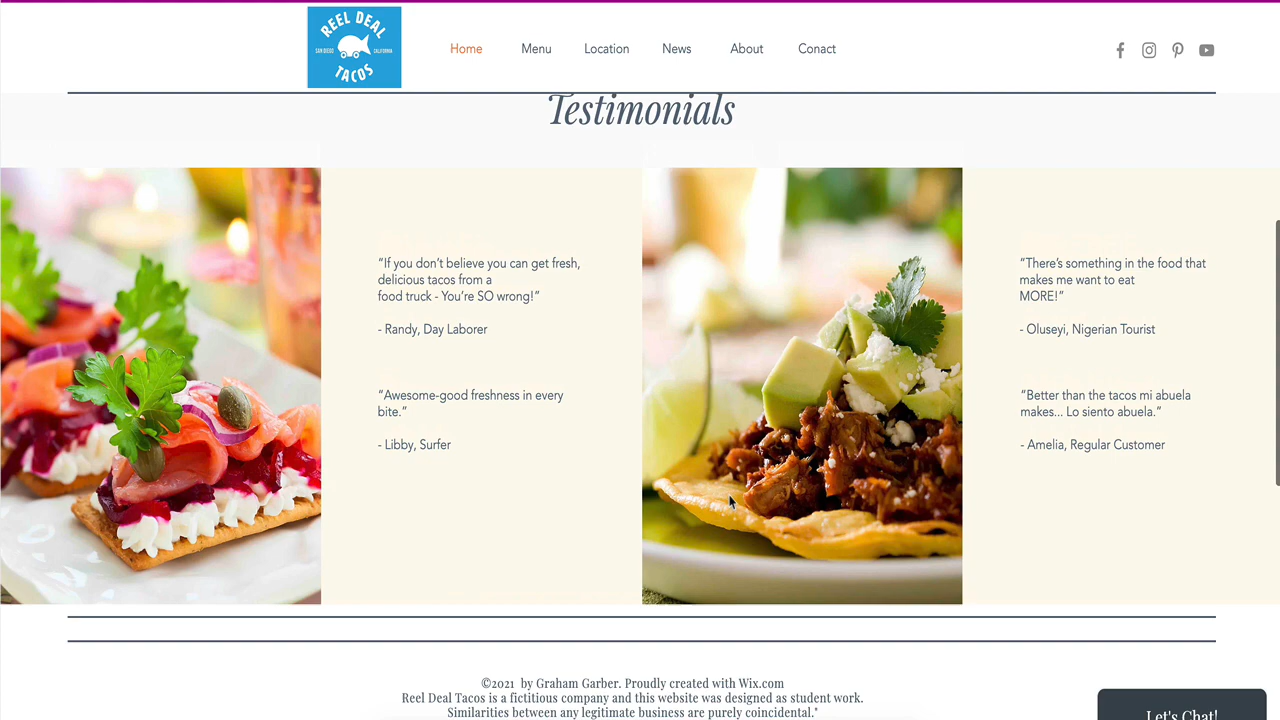 REEL DEAL
SAN DIEGO CALIFORNIA
TACOS
Home Menu Location News About Conact
Testimonials
“If you don’t believe you can get fresh,
delicious tacos from a
food truck - You’re SO wrong!”
- Randy, Day Laborer
“Awesome-good freshness in every
bite.”
- Libby, Surfer
“There’s something in the food that
makes me want to eat
MORE!”
- Oluseyi, Nigerian Tourist
“Better than the tacos mi abuela
makes... Lo siento abuela.”
- Amelia, Regular Customer
©2021 by Graham Garber. Proudly created with Wix.com
Reel Deal Tacos is a fictitious company and this website was designed as student work.
Similarities between any legitimate business are purely coincidental."
Let's Chat!